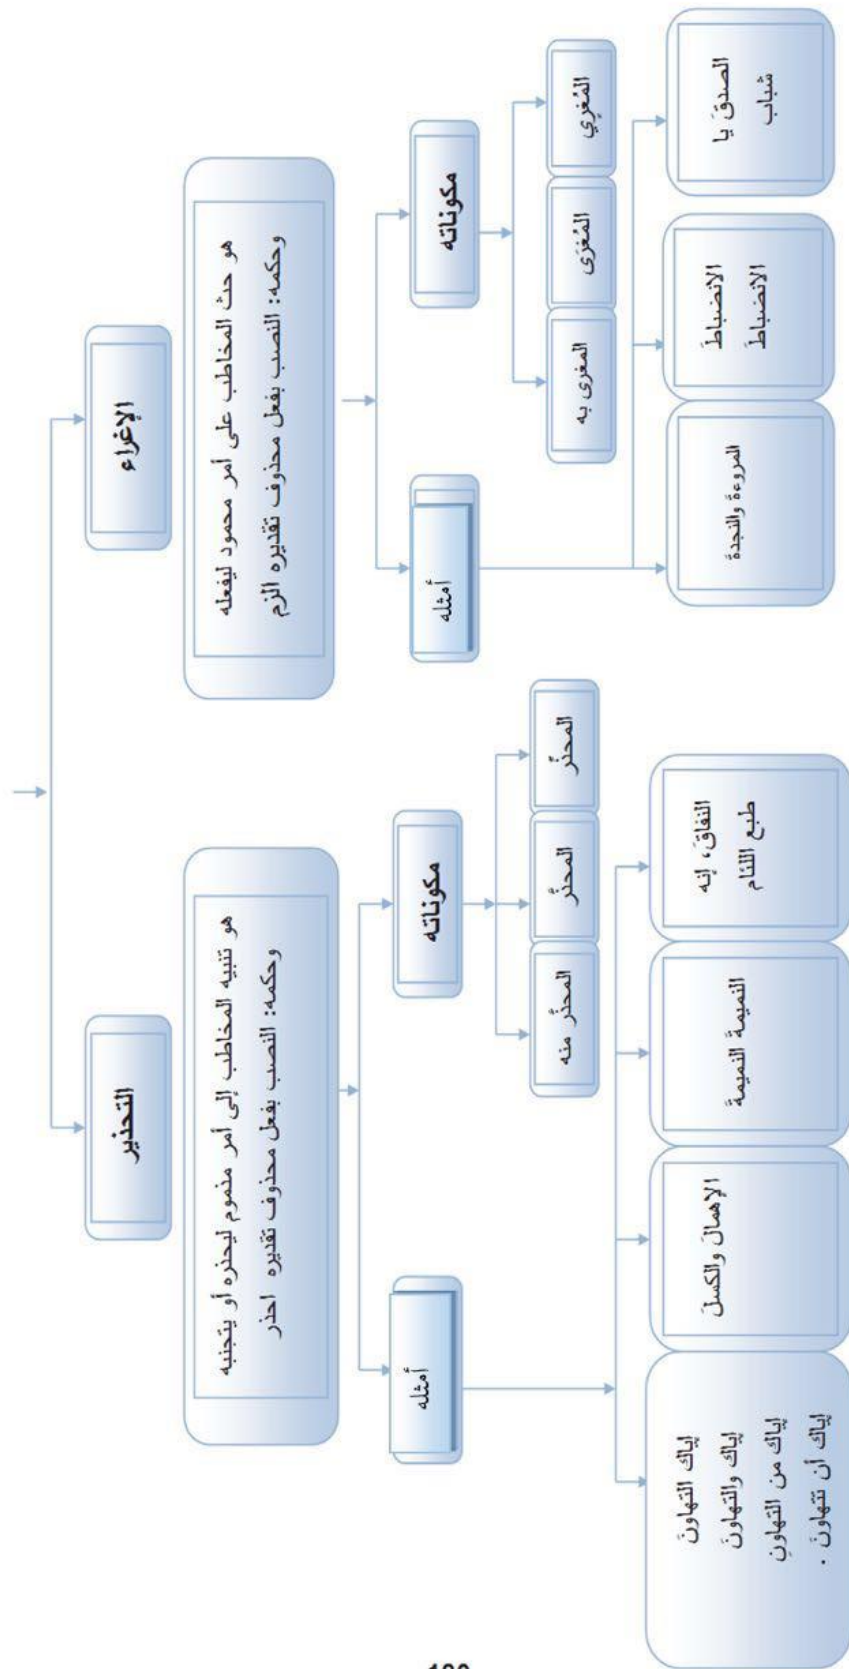 الإغراء
هو حث المخاطب على أمر محمود ليفعله
وحكمه: النصب بفعل محذوف تقديره الزم
مكوناته
المُغرِي
المُغرَى
المغرى به
أمثله
الصدقَ يا
شباب
الانضباطَ
الانضباطَ
المروءةَ والنجدةَ
التحذير
هو تنبيه المخاطب إلى أمر مذموم ليحذره أو يتجنبه
وحكمه: النصب بفعل محذوف تقديره احذر
مكوناته
المحذِّر
المحذَّر
المحذَّر منه
أمثله
النفاقَ، إنه
طبع اللئام
النميمةَ النميمةَ
الإهمالَ والكسلَ
إياك التهاونَ
إياك والتهاونَ
إياك من التهاونِ
إياك أن تتهاونَ .